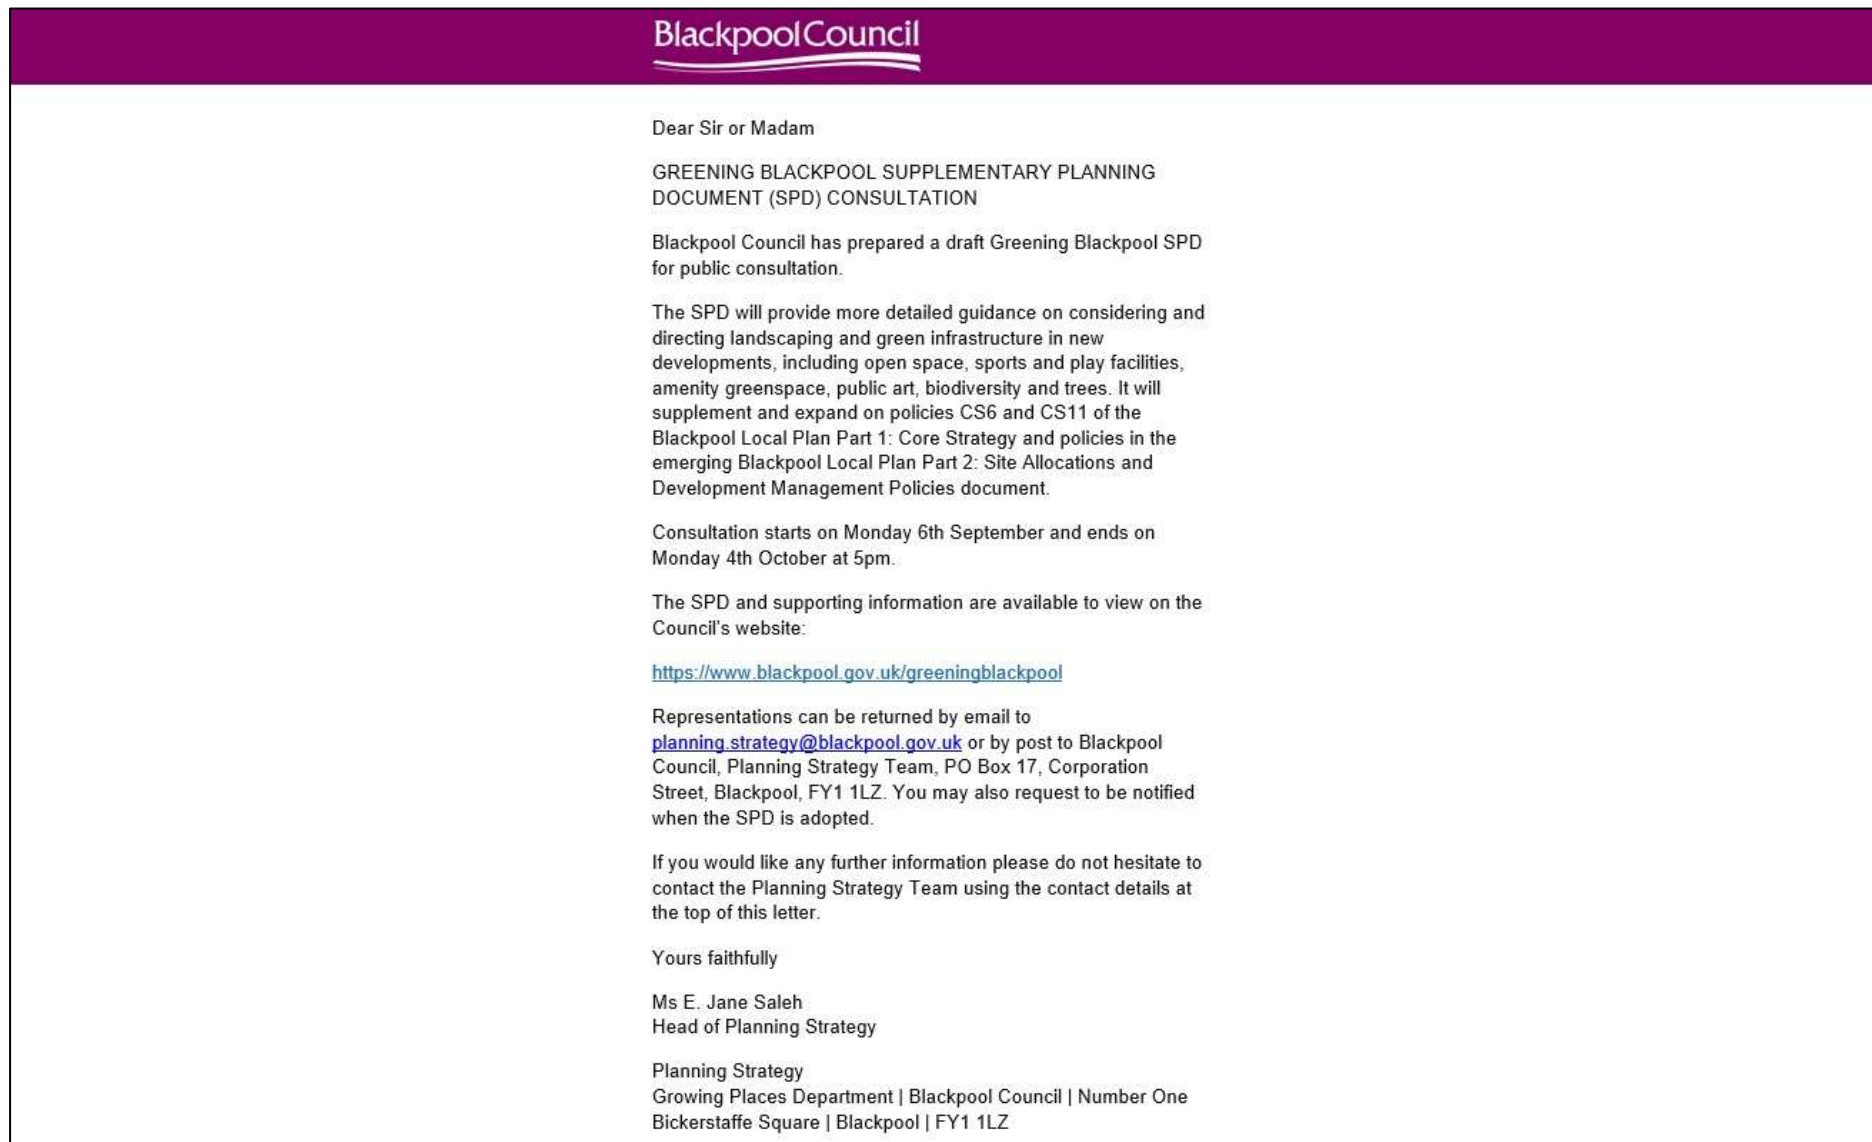 Blackpool Council
Dear Sir or Madam
GREENING BLACKPOOL SUPPLEMENTARY PLANNING
DOCUMENT (SPD) CONSULTATION
Blackpool Council has prepared a draft Greening Blackpool SPD
for public consultation.
The SPD will provide more detailed guidance on considering and
directing landscaping and green infrastructure in new
developments, including open space, sports and play facilities,
amenity greenspace, public art, biodiversity and trees. It will
supplement and expand on policies CS6 and CS11 of the
Blackpool Local Plan Part 1: Core Strategy and policies in the
emerging Blackpool Local Plan Part 2: Site Allocations and
Development Management Policies document.
Consultation starts on Monday 6th September and ends on
Monday 4th October at 5pm.
The SPD and supporting information are available to view on the
Council's website:
https://www.blackpool.gov.uk/greeningblackpool
Representations can be returned by email to
planning.strategy@blackpool.gov.uk or by post to Blackpool
Council, Planning Strategy Team, PO Box 17, Corporation
Street, Blackpool, FY1 1LZ. You may also request to be notified
when the SPD is adopted.
If you would like any further information please do not hesitate to
contact the Planning Strategy Team using the contact details at
the top of this letter.
Yours faithfully
Ms E. Jane Saleh
Head of Planning Strategy
Planning Strategy
Growing Places Department | Blackpool Council | Number One
Bickerstaffe Square | Blackpool | FY1 1LZ